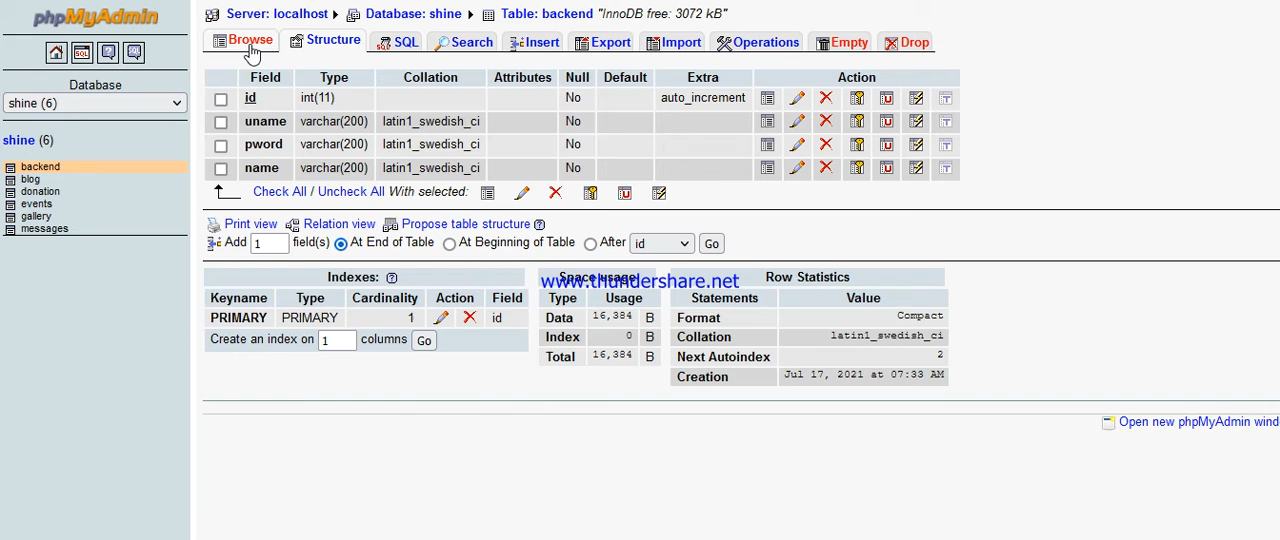 phpMyAdmin
Database
shine (6)
shine (6)
backend
blog
donation
events
gallery
messages
Server: localhost Database: shine Table: backend "InnoDB free: 3072 kB"
Browse Structure SQL Search Insert Export Import Operations Empty Drop
Field Type Collation Attributes Null Default Extra Action
id int(11) No auto_increment
uname varchar(200) latin1_swedish_ci No
pword varchar(200) latin1_swedish_ci No
name varchar(200) latin1_swedish_ci No
Check All / Uncheck All With selected:
Print view Relation view Propose table structure
Add 1 field(s) At End of Table At Beginning of Table After id Go
Indexes:
Keyname Type Cardinality Action Field
PRIMARY PRIMARY 1 id
Create an index on 1 columns Go
Space usage
Type Usage
Data 16,384 B
Index 0 B
Total 16,384 B
Row Statistics
Statements Value
Format Compact
Collation latin1_swedish_ci
Next Autoindex 2
Creation Jul 17, 2021 at 07:33 AM
www.thundershare.net
Open new phpMyAdmin wind